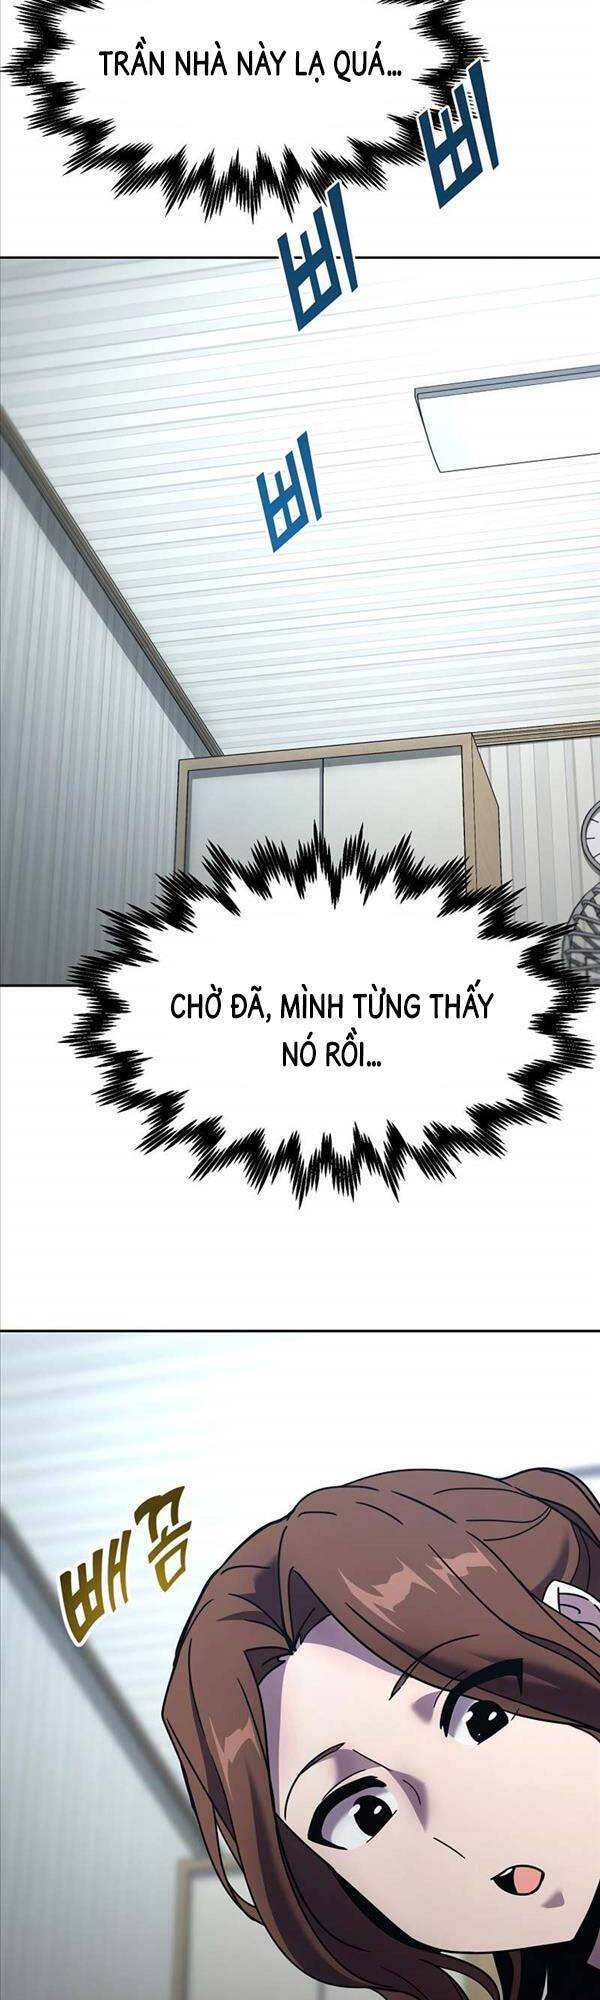 TRẦN NHÀ NÀY LẠ QUÁ...
삐
삐
삐
CHỜ ĐÃ, MÌNH TỪNG THẤY
NÓ RỒI...
빼꼼